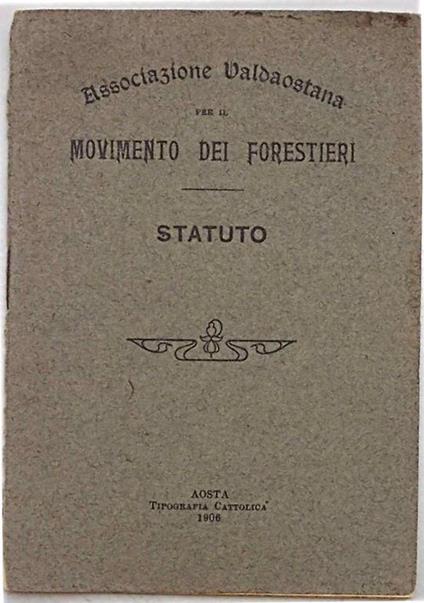 Associazione Valdaostana
PER IL
MOVIMENTO DEI FORESTIERI
STATUTO
AOSTA
TIPOGRAFIA CATTOLICA
1906